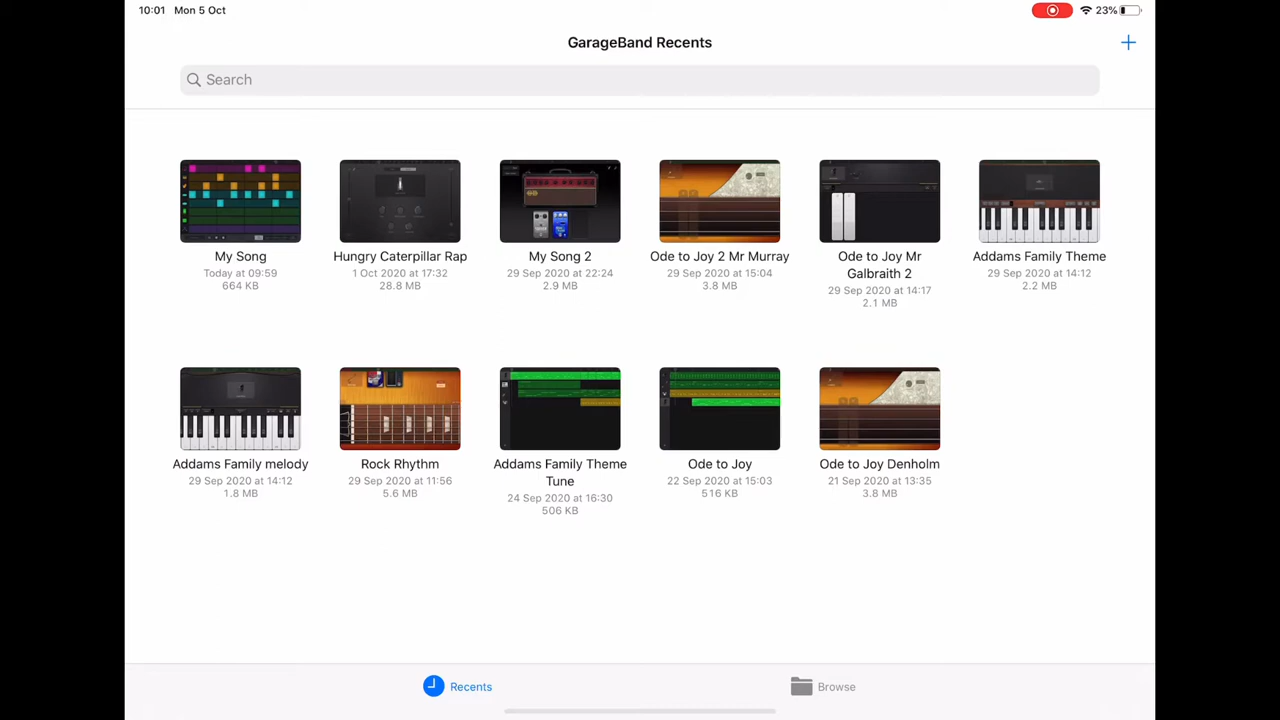 10:01 Mon 5 Oct
23%
GarageBand Recents
Search
My Song
Today at 09:59
664 KB
Hungry Caterpillar Rap
1 Oct 2020 at 17:32
28.8 MB
My Song 2
29 Sep 2020 at 22:24
2.9 MB
Ode to Joy 2 Mr Murray
29 Sep 2020 at 15:04
3.8 MB
Ode to Joy Mr
Galbraith 2
29 Sep 2020 at 14:17
2.1 MB
Addams Family Theme
29 Sep 2020 at 14:12
2.2 MB
Addams Family melody
29 Sep 2020 at 14:12
1.8 MB
Rock Rhythm
29 Sep 2020 at 11:56
5.6 MB
Addams Family Theme
Tune
24 Sep 2020 at 16:30
506 KB
Ode to Joy
22 Sep 2020 at 15:03
516 KB
Ode to Joy Denholm
21 Sep 2020 at 13:35
3.8 MB
Recents
Browse